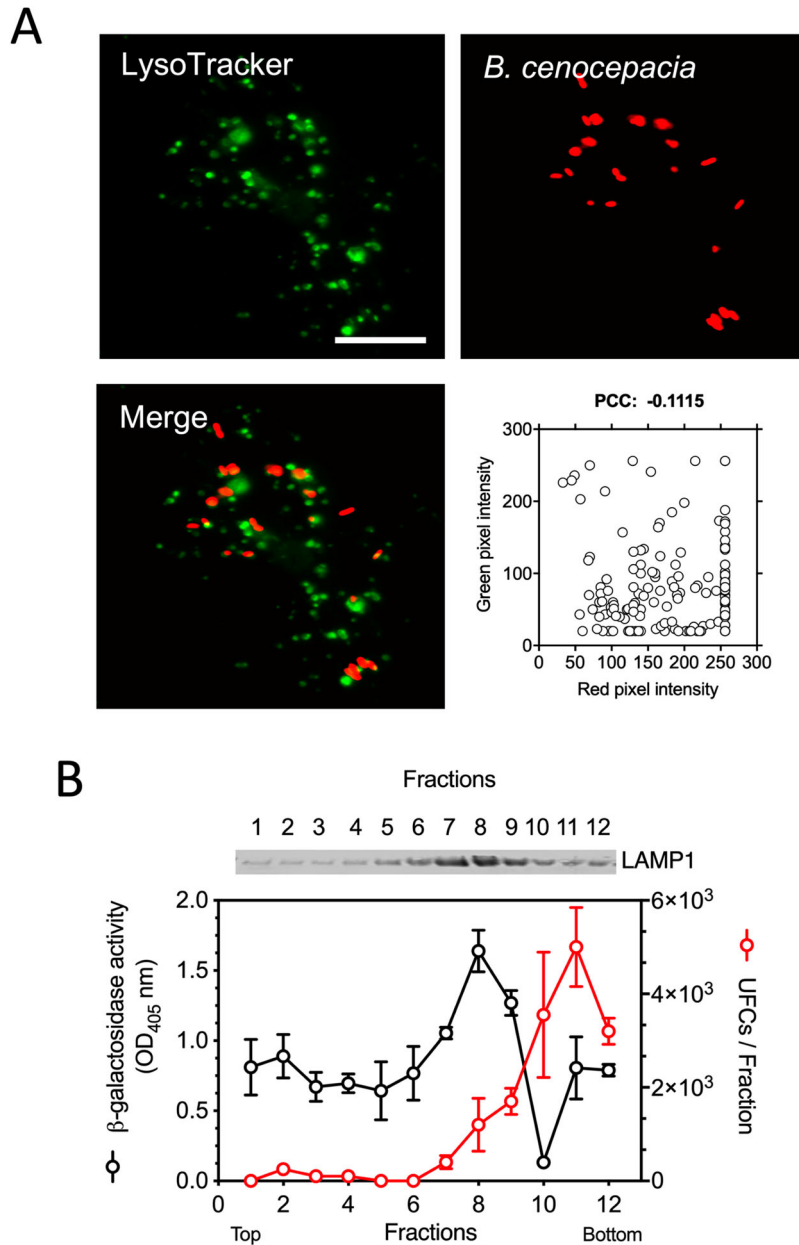 A
LysoTracker
B. cenocepacia
Merge
PCC: -0.1115
300
200
100
0
Green pixel intensity
0 50 100 150 200 250 300
Red pixel intensity
B
Fractions
1 2 3 4 5 6 7 8 9 10 11 12
LAMP1
β-galactosidase activity
(OD405 nm)
2.0
1.5
1.0
0.5
0.0
6×10³
4×10³
2×10³
0
UFCs / Fraction
0 2 4 6 8 10 12
Top Fractions Bottom